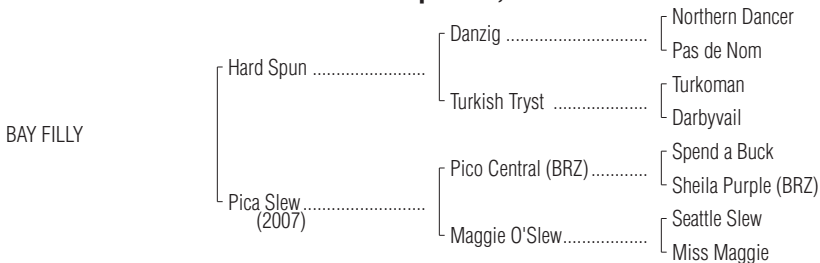 Northern Dancer
Danzig ......................................
Pas de Nom
Hard Spun ........................
Turkoman
Turkish Tryst ....................
Darbyvail
BAY FILLY
Spend a Buck
Pico Central (BRZ)............
Sheila Purple (BRZ)
Pica Slew..........................
(2007)
Seattle Slew
Maggie O'Slew..................
Miss Maggie